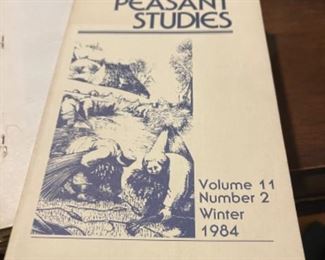 PEASANT
STUDIES
Volume 11
Number 2
Winter
1984